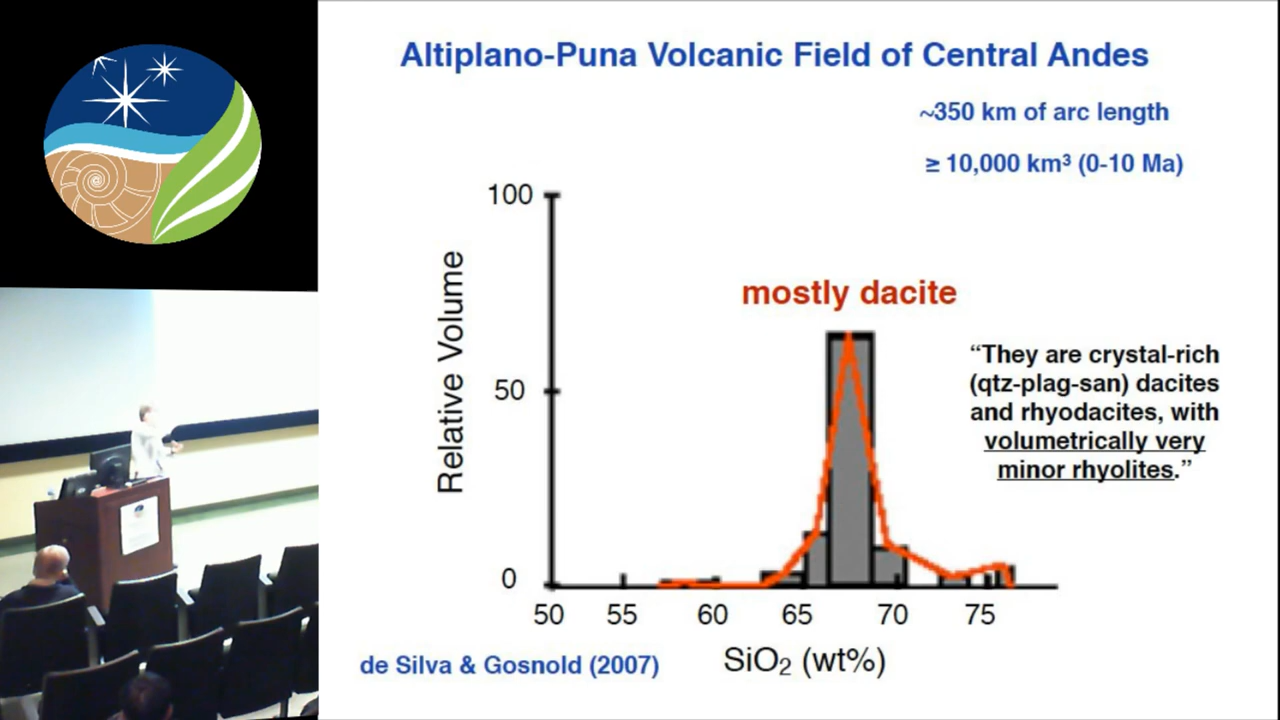 Altiplano-Puna Volcanic Field of Central Andes
~350 km of arc length
≥ 10,000 km³ (0-10 Ma)
100
50
0
Relative Volume
mostly dacite
“They are crystal-rich
(qtz-plag-san) dacites
and rhyodacites, with
volumetrically very
minor rhyolites.”
50 55 60 65 70 75
SiO₂ (wt%)
de Silva & Gosnold (2007)